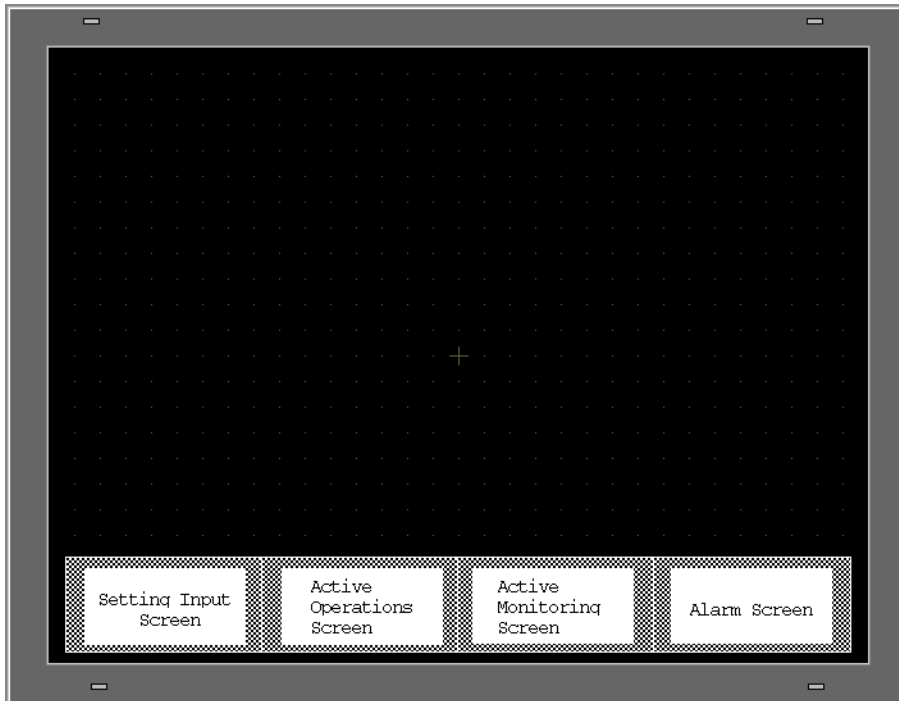 Setting Input
Screen
Active
Operations
Screen
Active
Monitoring
Screen
Alarm Screen